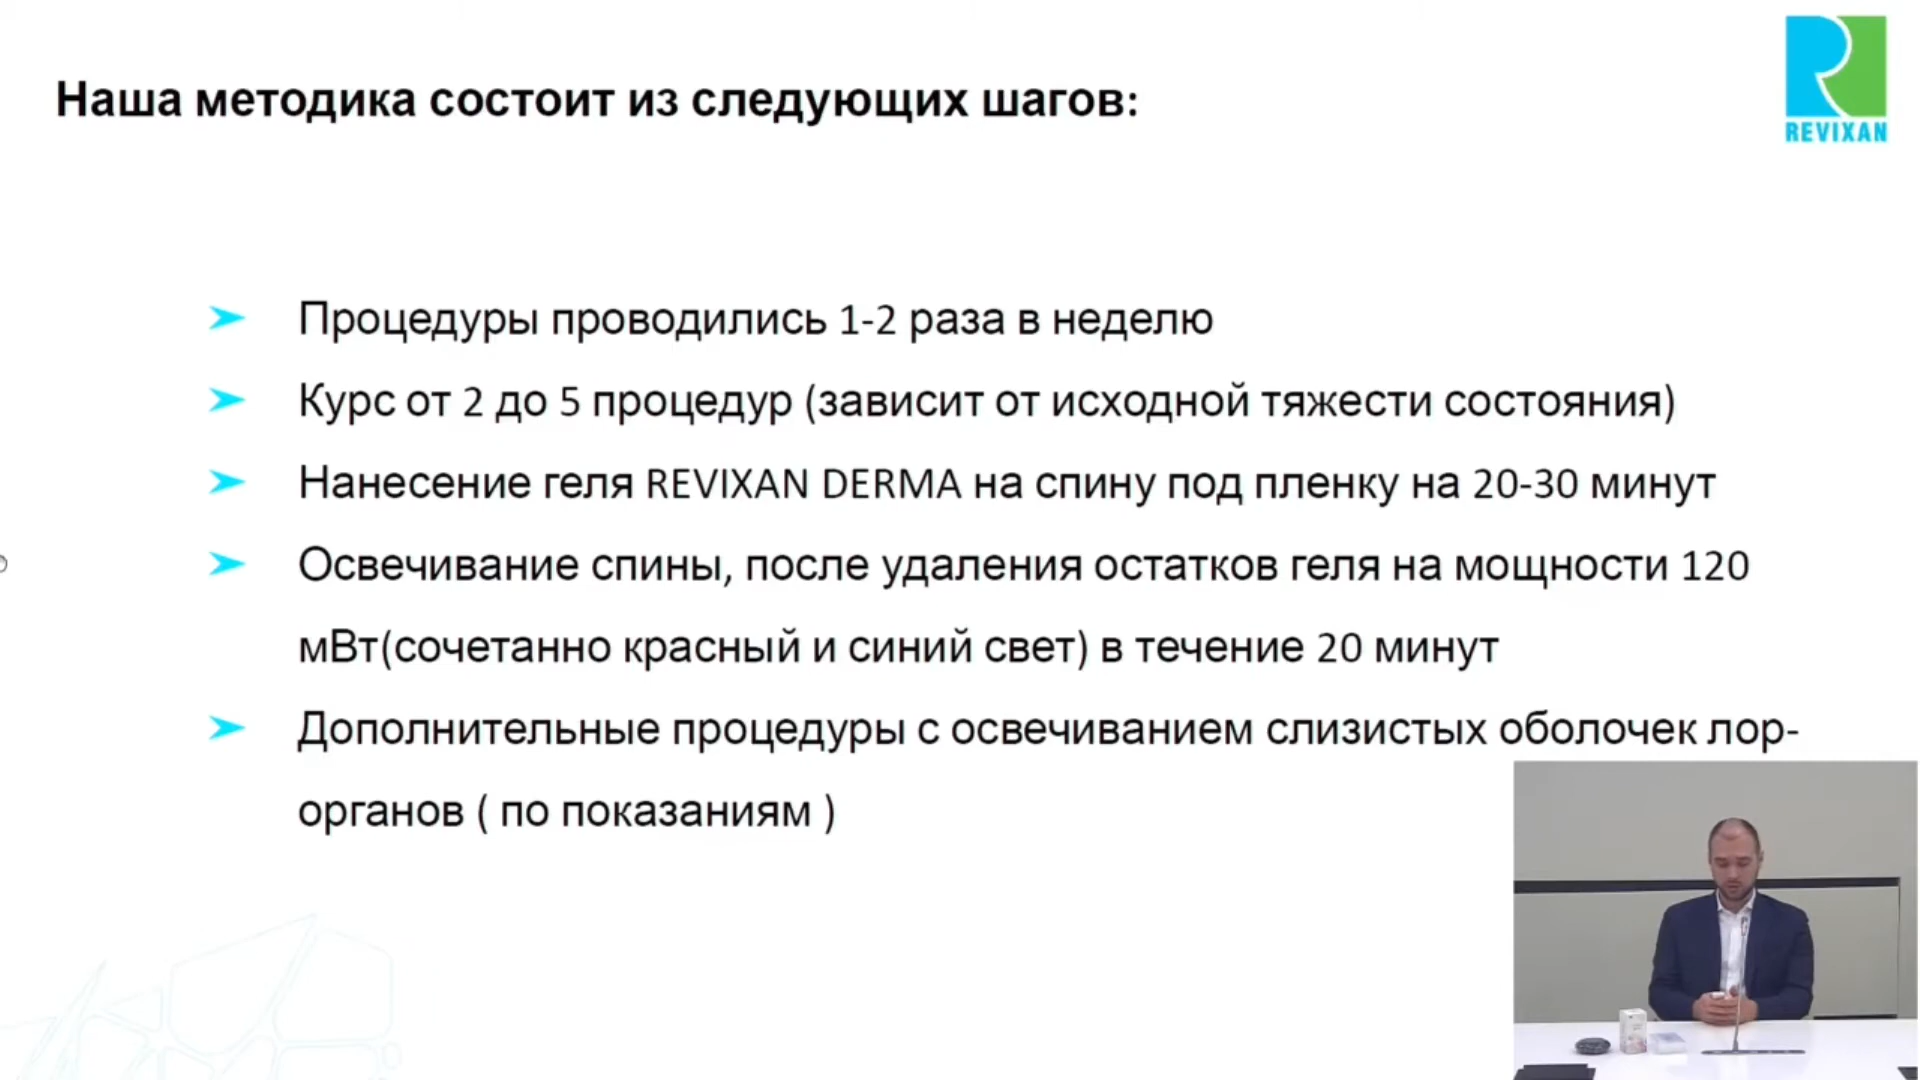 Наша методика состоит из следующих шагов:
REVIXAN
Процедуры проводились 1-2 раза в неделю
Курс от 2 до 5 процедур (зависит от исходной тяжести состояния)
Нанесение геля REVIXAN DERMA на спину под пленку на 20-30 минут
Освечивание спины, после удаления остатков геля на мощности 120
мВт(сочетанно красный и синий свет) в течение 20 минут
Дополнительные процедуры с освечиванием слизистых оболочек лор-
органов ( по показаниям )